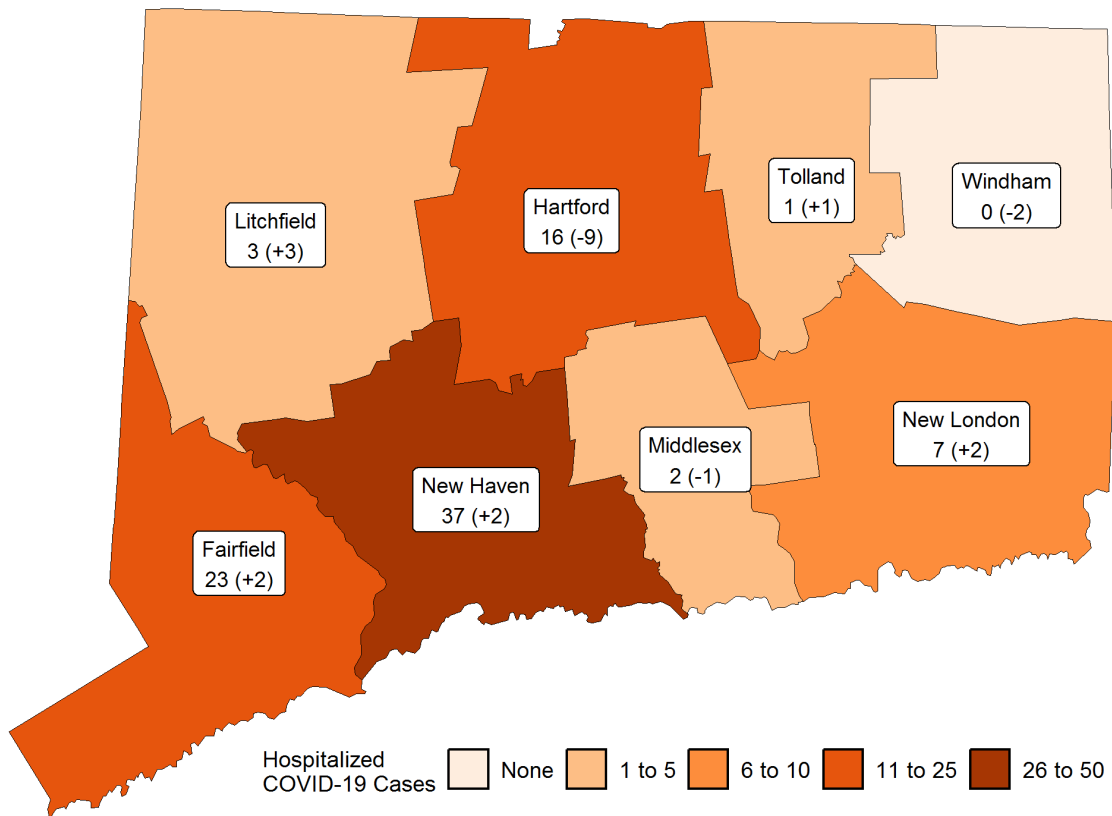 Tolland
1 (+1)
Windham
0 (-2)
Litchfield
3 (+3)
Hartford
16 (-9)
New London
7 (+2)
Middlesex
2 (-1)
New Haven
37 (+2)
Fairfield
23 (+2)
Hospitalized
COVID-19 Cases
None
1 to 5
6 to 10
11 to 25
26 to 50